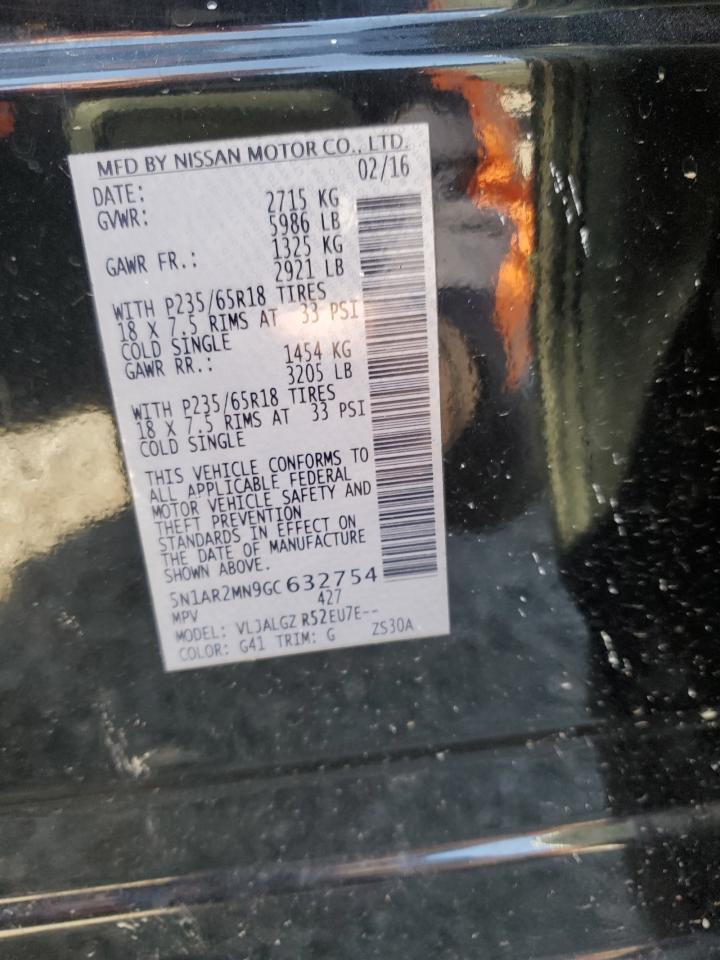 MFD BY NISSAN MOTOR CO., LTD.
DATE: 02/16
GVWR: 2715 KG
5986 LB
GAWR FR.: 1325 KG
2921 LB
WITH P235/65R18 TIRES
18 X 7.5 RIMS AT 33 PSI
COLD SINGLE
GAWR RR.: 1454 KG
3205 LB
WITH P235/65R18 TIRES
18 X 7.5 RIMS AT 33 PSI
COLD SINGLE
THIS VEHICLE CONFORMS TO
ALL APPLICABLE FEDERAL
MOTOR VEHICLE SAFETY AND
THEFT PREVENTION
STANDARDS IN EFFECT ON
THE DATE OF MANUFACTURE
SHOWN ABOVE.
5N1AR2MN9GC 632754
MPV 427
MODEL: VLJALGZ R52EU7E--
COLOR: G41 TRIM: G ZS30A